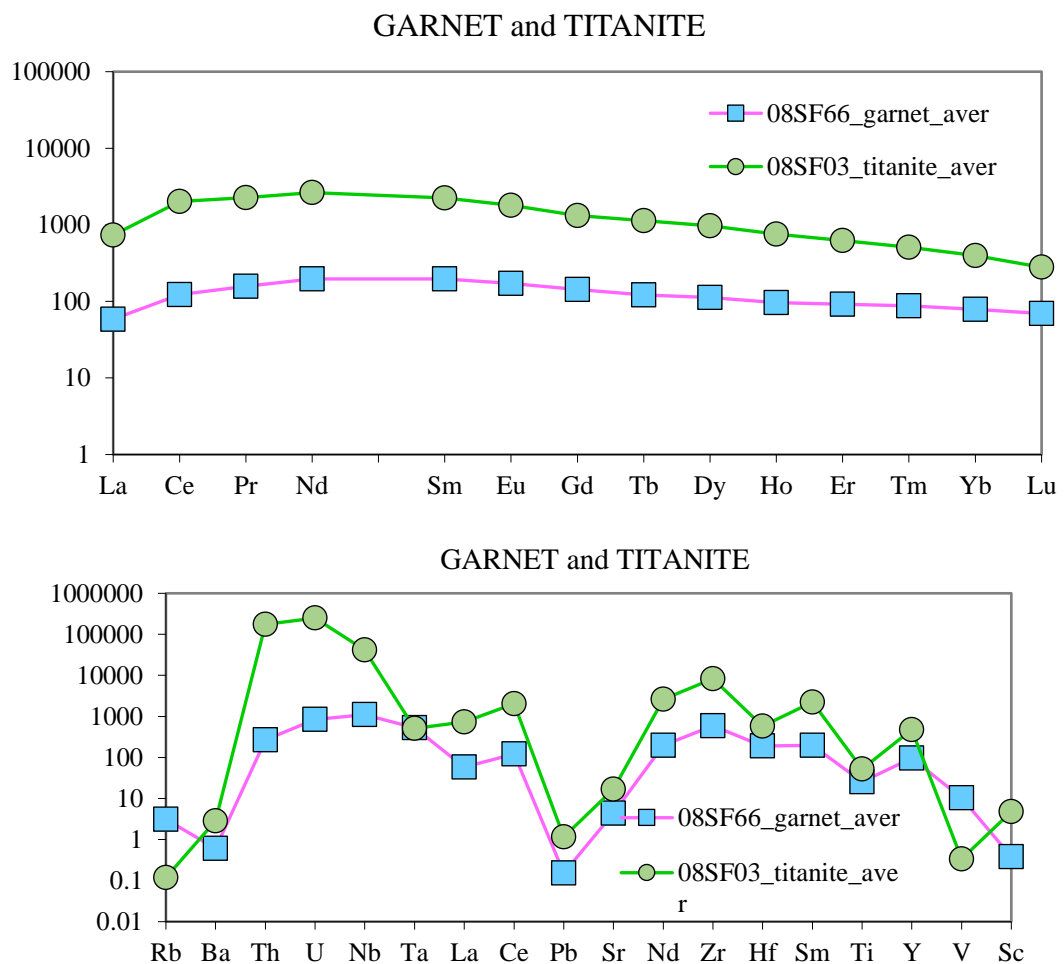 GARNET and TITANITE
100000
10000
1000
100
10
1
08SF66_garnet_aver
08SF03_titanite_aver
La Ce Pr Nd Sm Eu Gd Tb Dy Ho Er Tm Yb Lu
GARNET and TITANITE
1000000
100000
10000
1000
100
10
1
0.1
0.01
08SF66_garnet_aver
08SF03_titanite_ave
r
Rb Ba Th U Nb Ta La Ce Pb Sr Nd Zr Hf Sm Ti Y V Sc